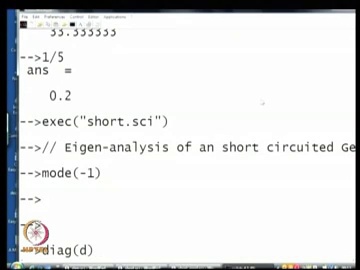 File Edit Preferences Control Editor Applications ?
33.333333
-->1/5
ans =
0.2
-->exec("short.sci")
-->// Eigen-analysis of an short circuited Ge
-->mode(-1)
-->
-->
-->diag(d)